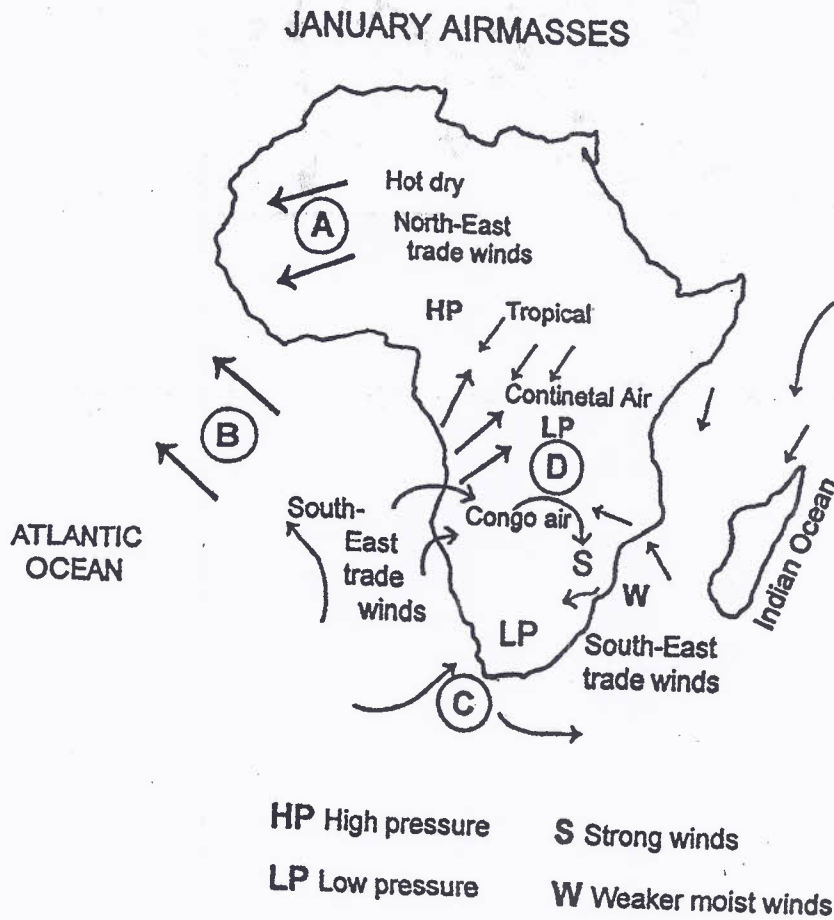 JANUARY AIRMASSES
Hot dry
A
North-East
trade winds
HP
Tropical
Continetal Air
LP
B
D
South-
East
trade
winds
Congo air
S
ATLANTIC
OCEAN
W
Indian Ocean
LP
South-East
trade winds
C
HP High pressure
S Strong winds
LP Low pressure
W Weaker moist winds